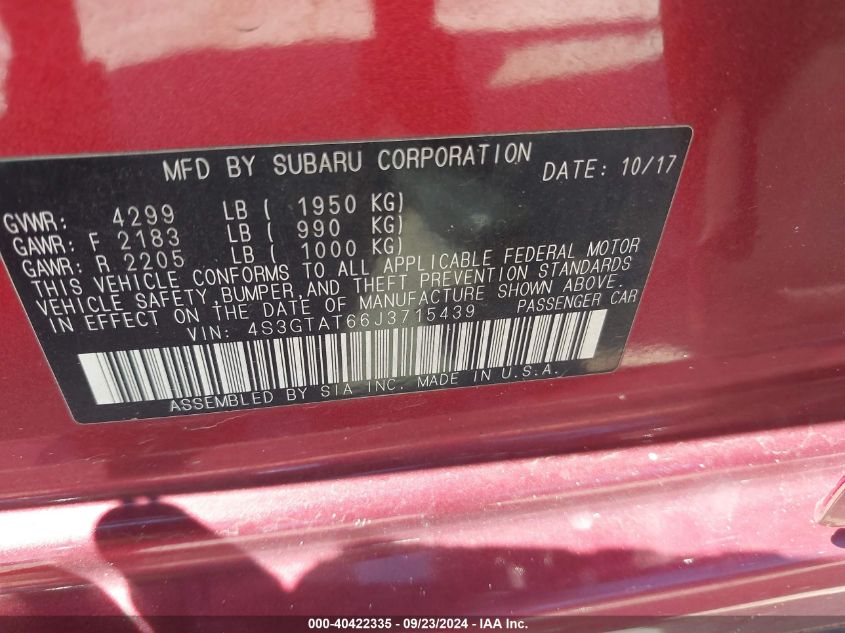 MFD BY SUBARU CORPORATION DATE: 10/17
GVWR: 4299 LB ( 1950 KG)
GAWR: F 2183 LB ( 990 KG)
GAWR: R 2205 LB ( 1000 KG)
THIS VEHICLE CONFORMS TO ALL APPLICABLE FEDERAL MOTOR
VEHICLE SAFETY, BUMPER, AND THEFT PREVENTION STANDARDS
IN EFFECT ON THE DATE OF MANUFACTURE SHOWN ABOVE.
VIN: 4S3GTAT66J3715439 PASSENGER CAR
ASSEMBLED BY SIA INC. MADE IN U.S.A.
000-40422335 - 09/23/2024 - IAA Inc.